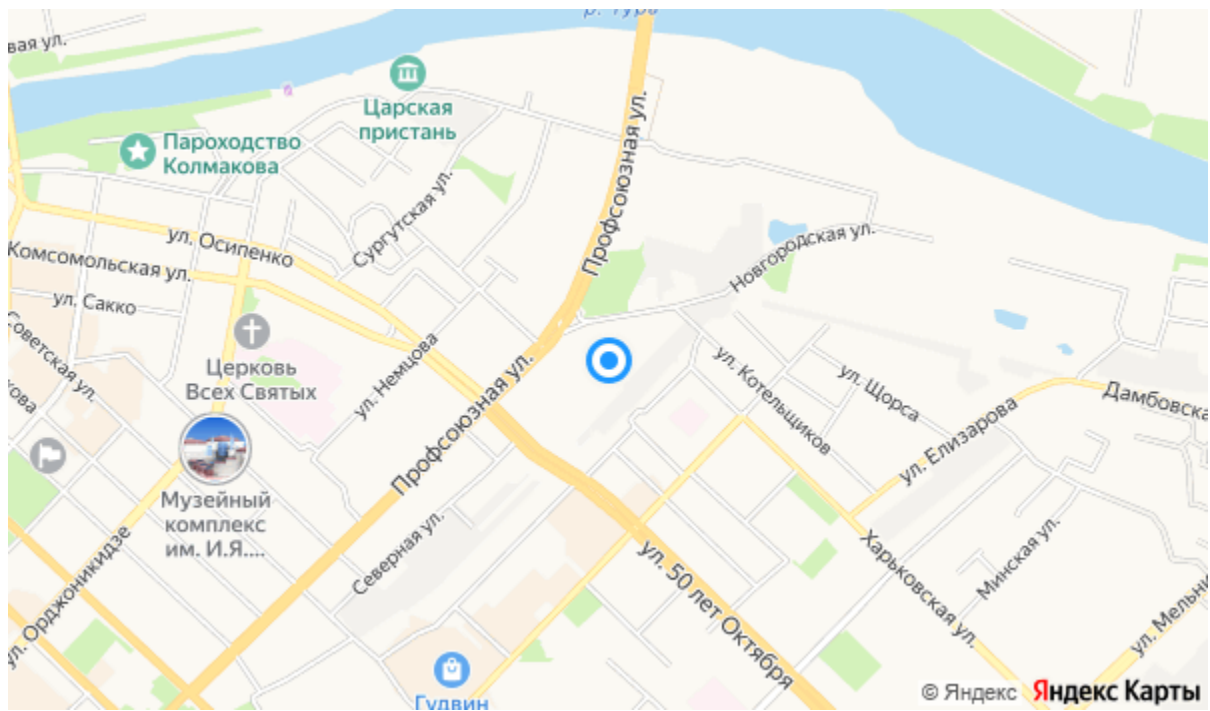 р. Тура
вая ул.
Царская
пристань
Пароходство
Колмакова
Профсоюзная ул.
Сургутская ул.
ул. Осипенко
Новгородская ул.
Комсомольская ул.
ул. Сакко
Советская ул.
Церковь
Всех Святых
ул. Немцова
Профсоюзная ул.
ул. Котельщиков
ул. Щорса
Дамбовска
кова
ул. Елизарова
Музейный
комплекс
им. И.Я....
Северная ул.
ул. 50 лет Октября
Харьковская ул.
Минская ул.
ул. Орджоникидзе
ул. Мельни
Гудвин
© Яндекс Яндекс Карты